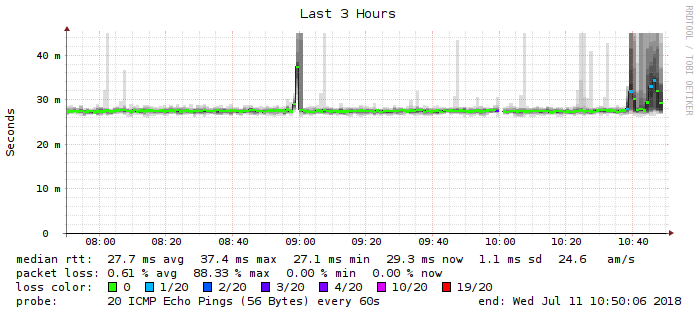 Last 3 Hours
RRDTOOL / TOBI OETIKER
Seconds
40 m
30 m
20 m
10 m
0
08:00 08:20 08:40 09:00 09:20 09:40 10:00 10:20 10:40
median rtt: 27.7 ms avg 37.4 ms max 27.1 ms min 29.3 ms now 1.1 ms sd 24.6 am/s
packet loss: 0.61 % avg 88.33 % max 0.00 % min 0.00 % now
loss color: 0 1/20 2/20 3/20 4/20 10/20 19/20
probe: 20 ICMP Echo Pings (56 Bytes) every 60s end: Wed Jul 11 10:50:06 2018